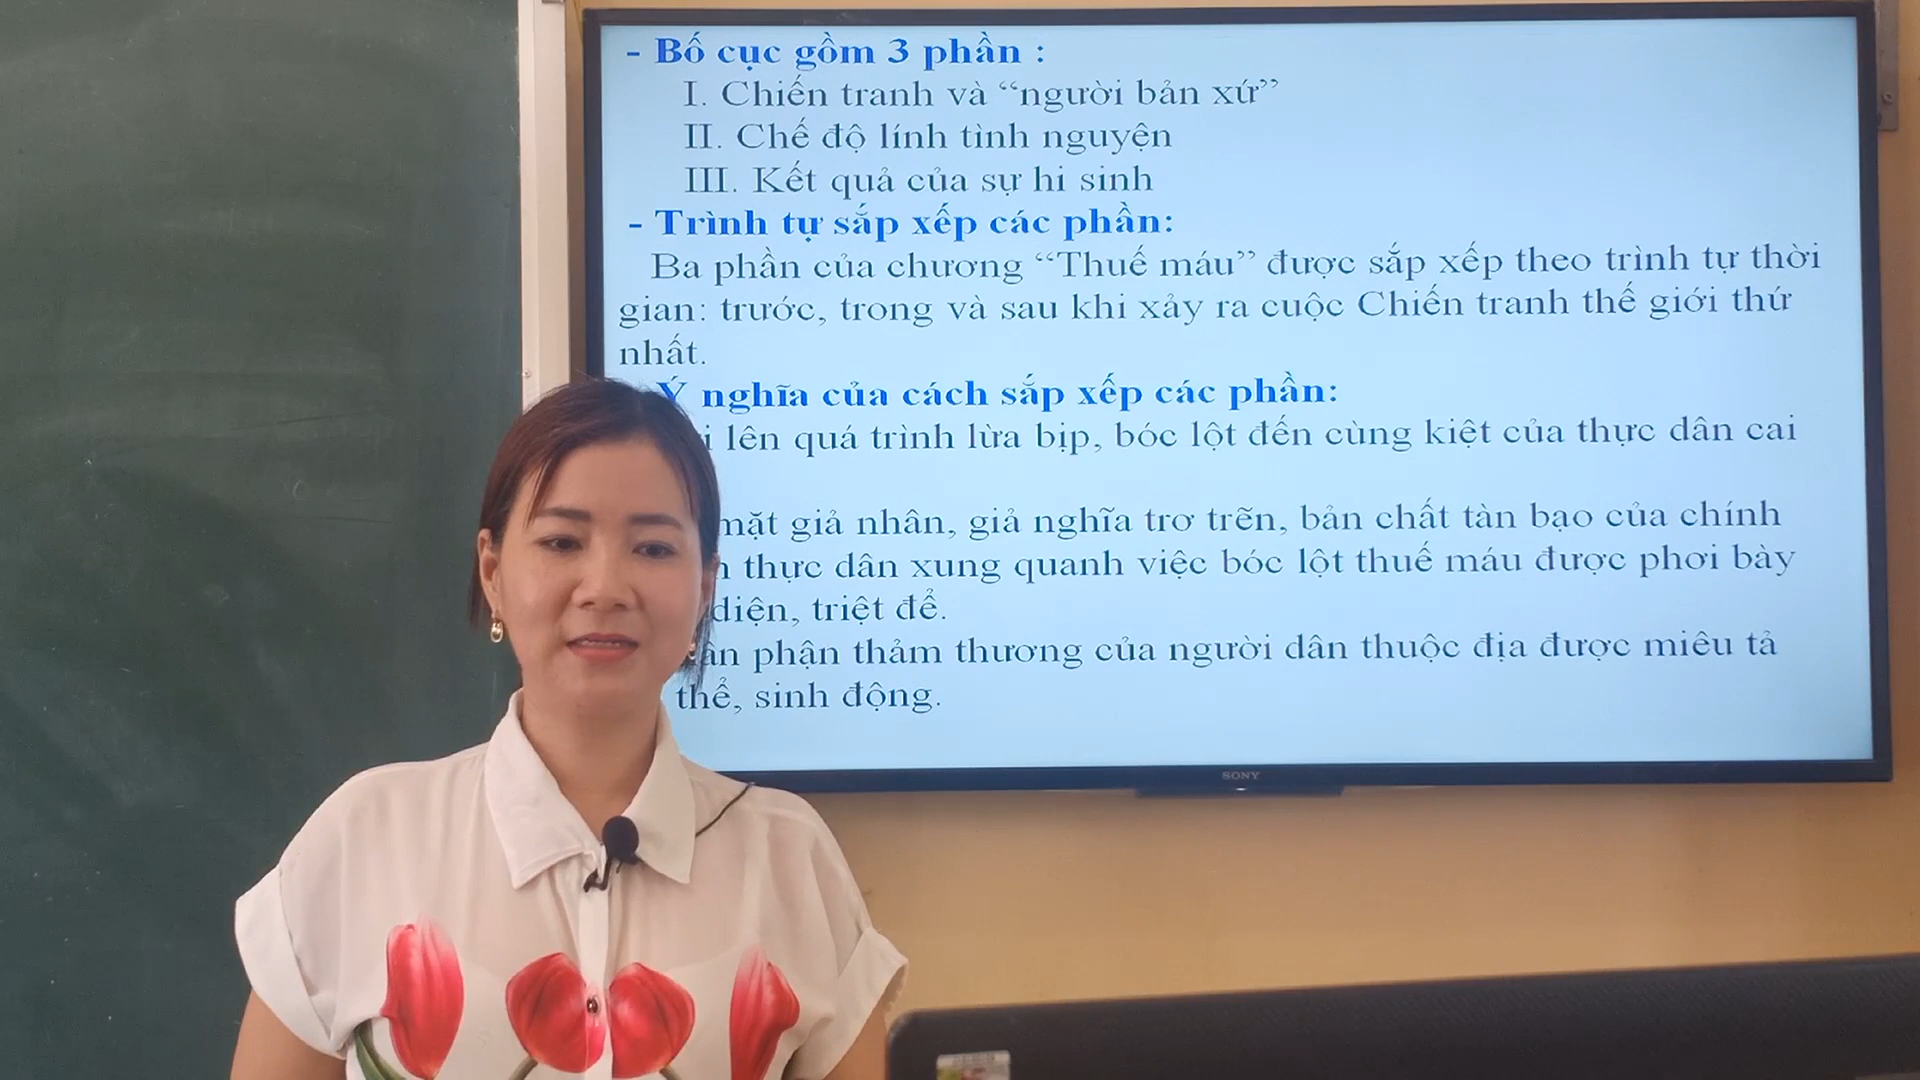 - Bố cục gồm 3 phần :
I. Chiến tranh và “người bản xứ”
II. Chế độ lính tình nguyện
III. Kết quả của sự hi sinh
- Trình tự sắp xếp các phần:
Ba phần của chương “Thuế máu” được sắp xếp theo trình tự thời
gian: trước, trong và sau khi xảy ra cuộc Chiến tranh thế giới thứ
nhất.
Ý nghĩa của cách sắp xếp các phần:
lên quá trình lừa bịp, bóc lột đến cùng kiệt của thực dân cai
mặt giả nhân, giả nghĩa trơ trẽn, bản chất tàn bạo của chính
thực dân xung quanh việc bóc lột thuế máu được phơi bày
diện, triệt để.
phận thảm thương của người dân thuộc địa được miêu tả
thể, sinh động.
SONY